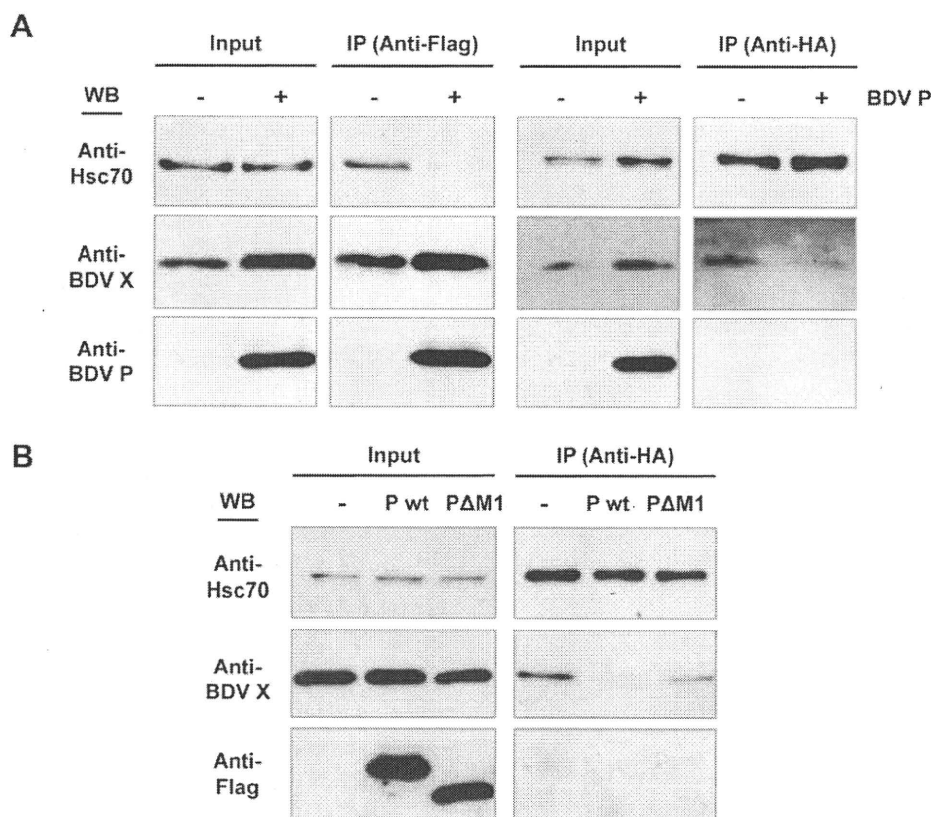 A
Input IP (Anti-Flag) Input IP (Anti-HA)
WB - + - + - + - + BDV P
Anti-
Hsc70
Anti-
BDV X
Anti-
BDV P
B
Input IP (Anti-HA)
WB - P wt PΔM1 - P wt PΔM1
Anti-
Hsc70
Anti-
BDV X
Anti-
Flag